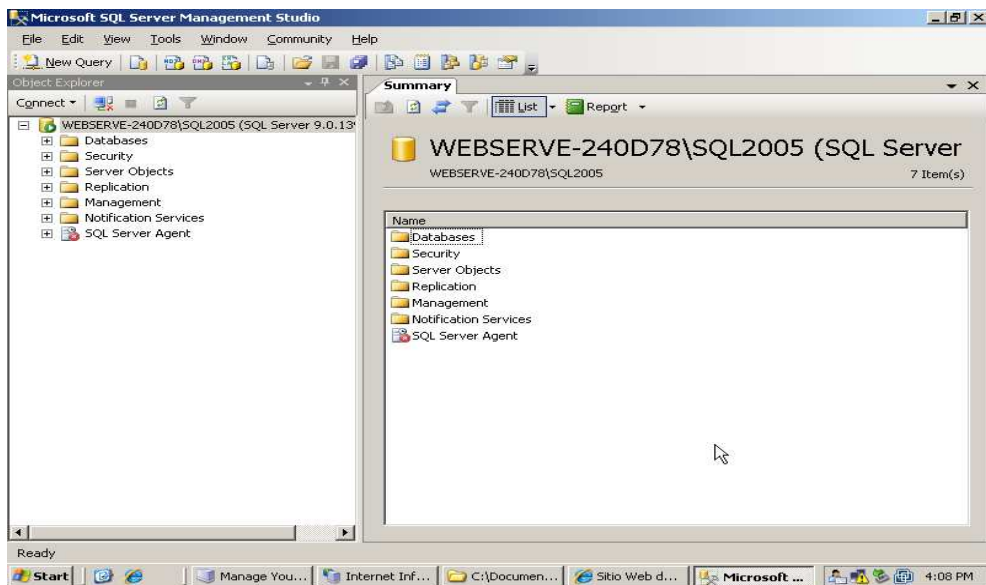 Microsoft SQL Server Management Studio
File Edit View Tools Window Community Help
New Query
Object Explorer
Connect
WEBSERVE-240D78\SQL2005 (SQL Server 9.0.13
Databases
Security
Server Objects
Replication
Management
Notification Services
SQL Server Agent
Summary
List Report
WEBSERVE-240D78\SQL2005 (SQL Server
WEBSERVE-240D78\SQL2005 7 Item(s)
Name
Databases
Security
Server Objects
Replication
Management
Notification Services
SQL Server Agent
Ready
Start Manage You... Internet Inf... C:\Documen... Sitio Web d... Microsoft ... 4:08 PM